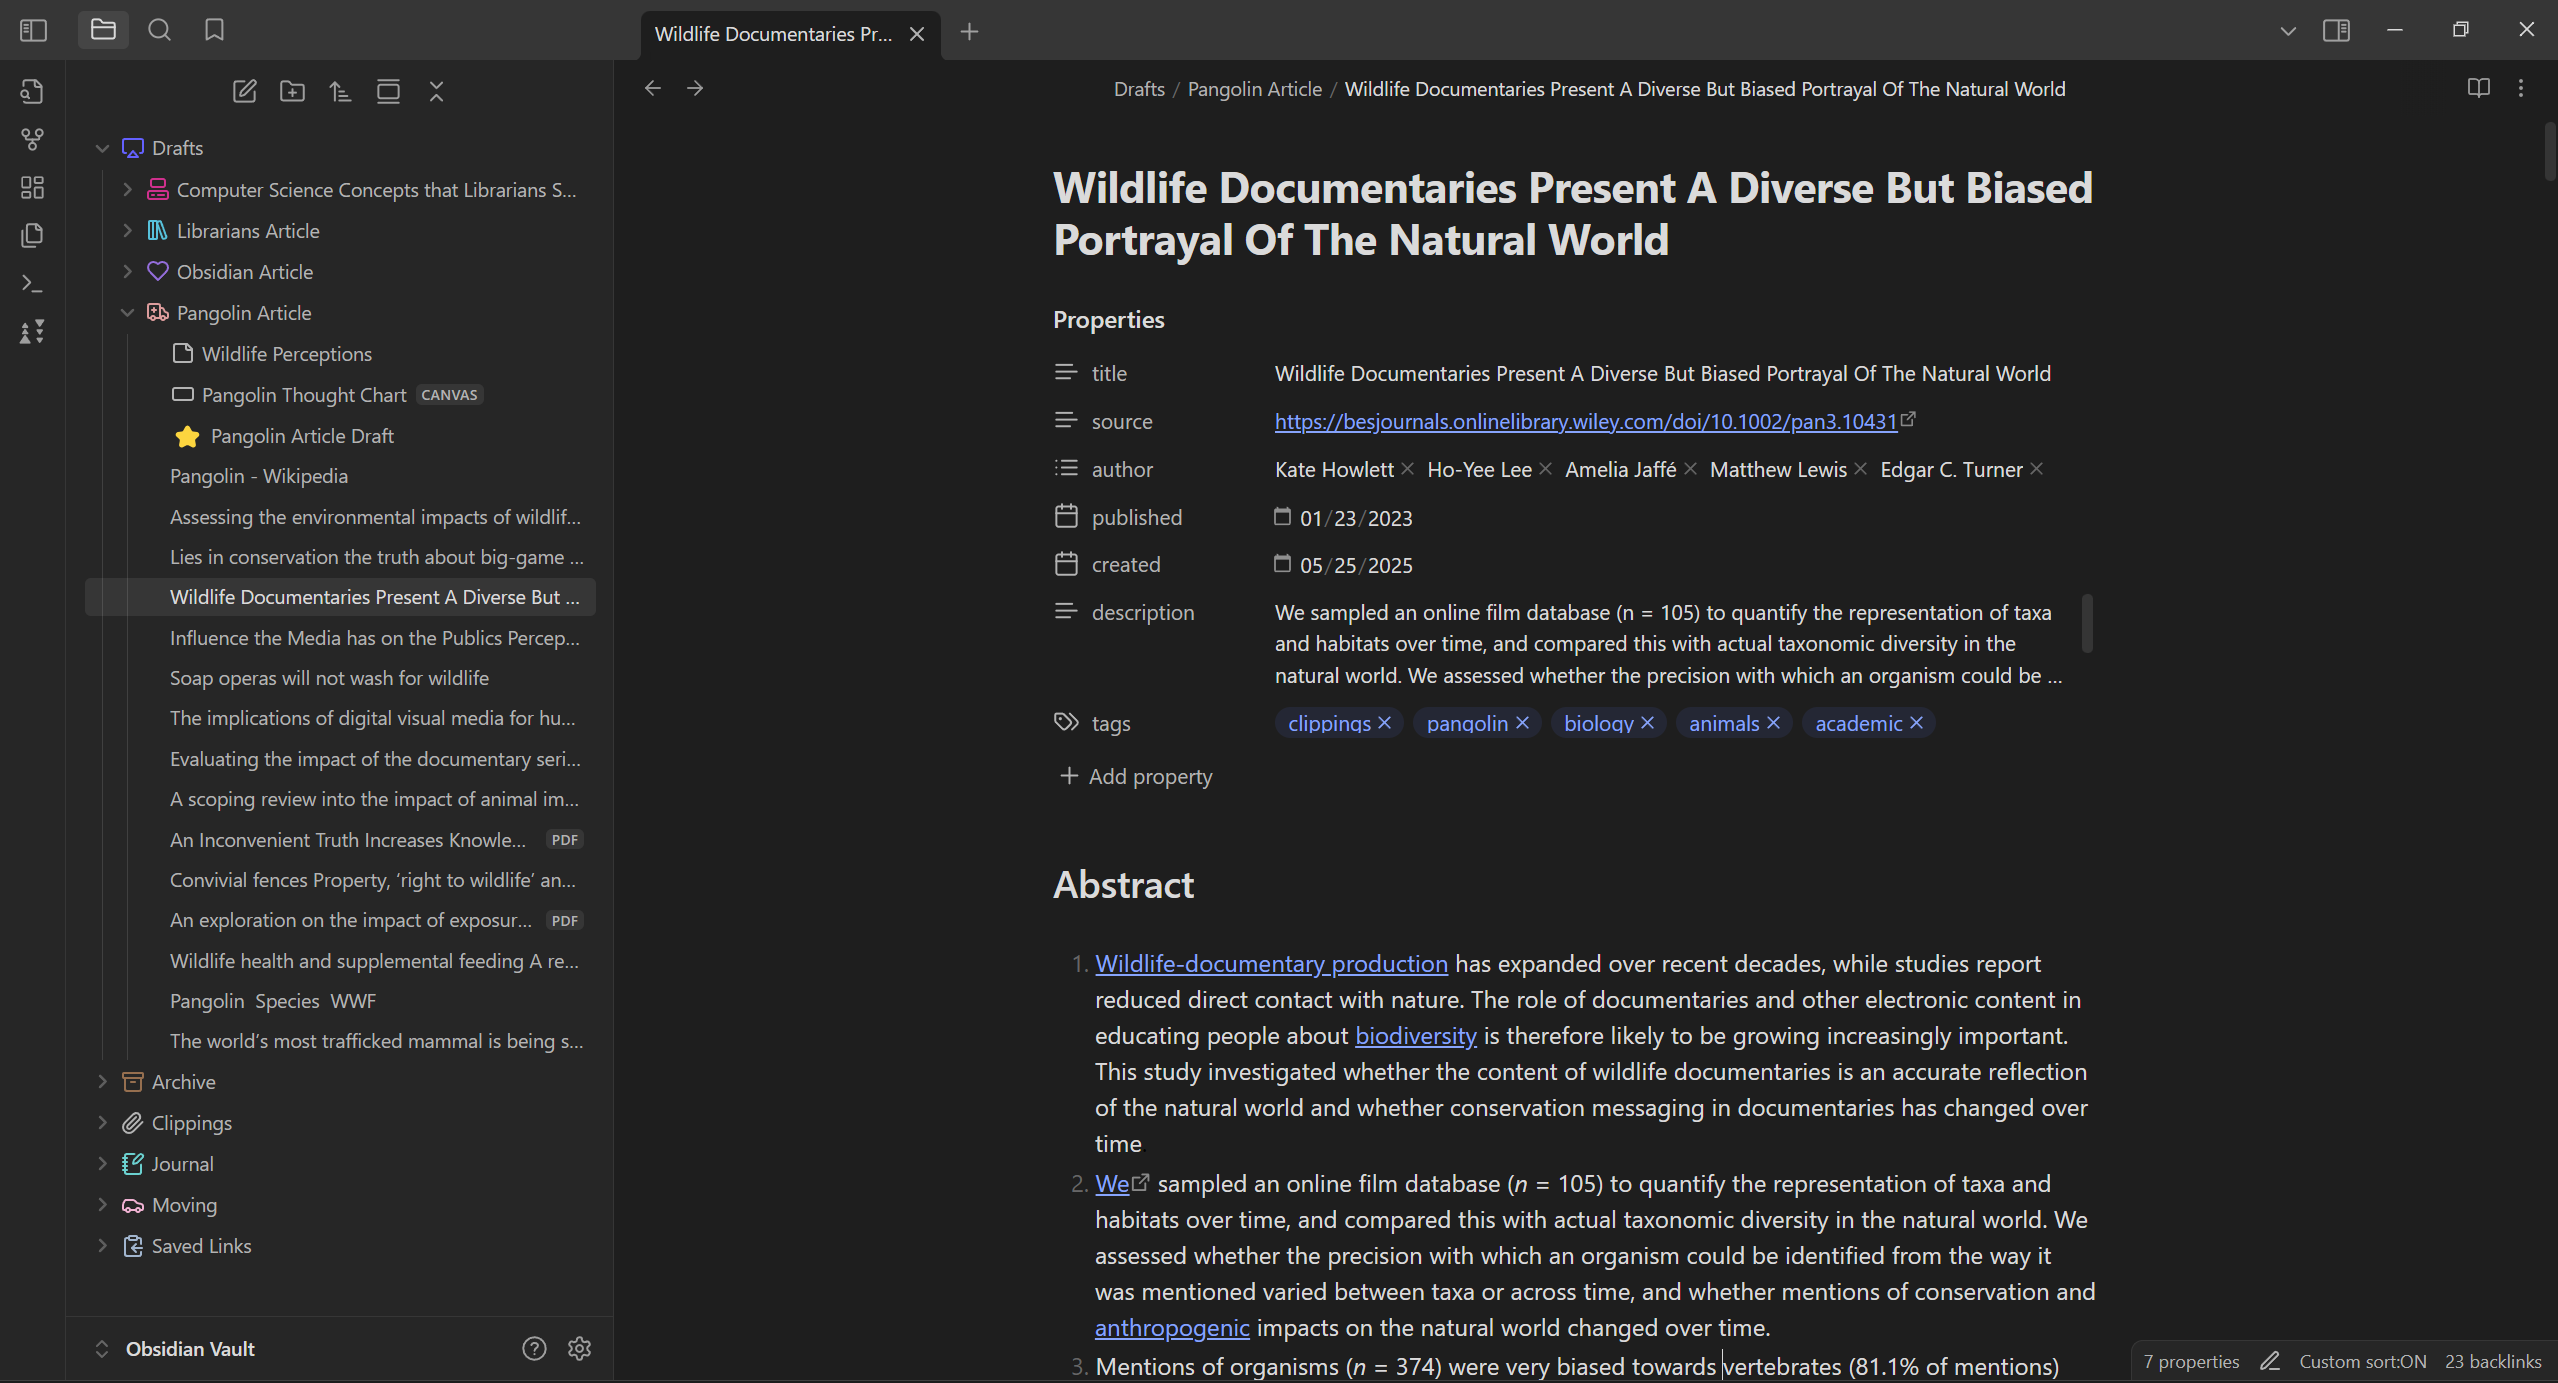 Wildlife Documentaries Pr...
Drafts / Pangolin Article / Wildlife Documentaries Present A Diverse But Biased Portrayal Of The Natural World
Drafts
Computer Science Concepts that Librarians S...
Librarians Article
Obsidian Article
Pangolin Article
Wildlife Perceptions
Pangolin Thought Chart CANVAS
Pangolin Article Draft
Pangolin - Wikipedia
Assessing the environmental impacts of wildlif...
Lies in conservation the truth about big-game ...
Wildlife Documentaries Present A Diverse But ...
Influence the Media has on the Publics Percep...
Soap operas will not wash for wildlife
The implications of digital visual media for hu...
Evaluating the impact of the documentary seri...
A scoping review into the impact of animal im...
An Inconvenient Truth Increases Knowle... PDF
Convivial fences Property, ‘right to wildlife’ an...
An exploration on the impact of exposur... PDF
Wildlife health and supplemental feeding A re...
Pangolin Species WWF
The world’s most trafficked mammal is being s...
Archive
Clippings
Journal
Moving
Saved Links
Obsidian Vault
Wildlife Documentaries Present A Diverse But Biased
Portrayal Of The Natural World
Properties
title Wildlife Documentaries Present A Diverse But Biased Portrayal Of The Natural World
source https://besjournals.onlinelibrary.wiley.com/doi/10.1002/pan3.10431
author Kate Howlett × Ho-Yee Lee × Amelia Jaffé × Matthew Lewis × Edgar C. Turner ×
published 01/23/2023
created 05/25/2025
description We sampled an online film database (n = 105) to quantify the representation of taxa
and habitats over time, and compared this with actual taxonomic diversity in the
natural world. We assessed whether the precision with which an organism could be ...
tags clippings × pangolin × biology × animals × academic ×
+ Add property
Abstract
1. Wildlife-documentary production has expanded over recent decades, while studies report
reduced direct contact with nature. The role of documentaries and other electronic content in
educating people about biodiversity is therefore likely to be growing increasingly important.
This study investigated whether the content of wildlife documentaries is an accurate reflection
of the natural world and whether conservation messaging in documentaries has changed over
time
2. We sampled an online film database (n = 105) to quantify the representation of taxa and
habitats over time, and compared this with actual taxonomic diversity in the natural world. We
assessed whether the precision with which an organism could be identified from the way it
was mentioned varied between taxa or across time, and whether mentions of conservation and
anthropogenic impacts on the natural world changed over time.
3. Mentions of organisms (n = 374) were very biased towards vertebrates (81.1% of mentions)
7 properties Custom sort:ON 23 backlinks